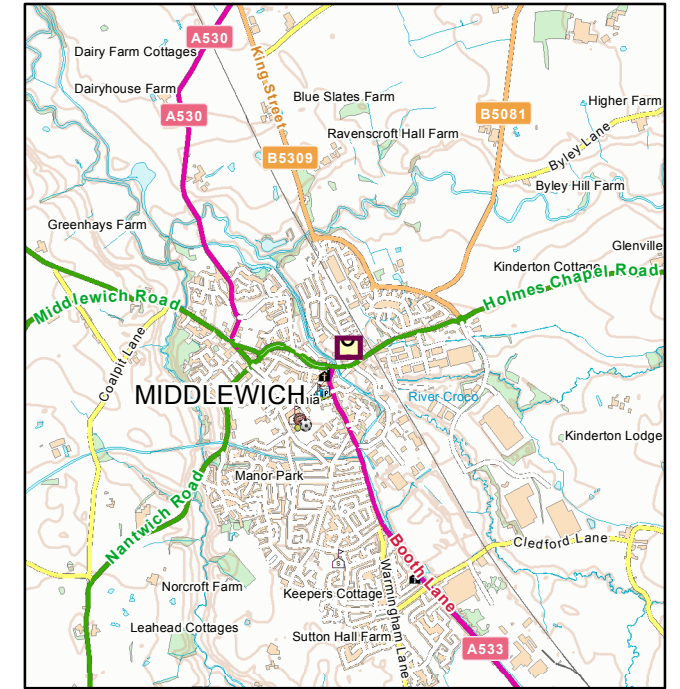 A530
Dairy Farm Cottages
King Street
Dairyhouse Farm
Blue Slates Farm
Higher Farm
A530
B5081
Ravenscroft Hall Farm
Byley Lane
B5309
Byley Hill Farm
Greenhays Farm
Glenville
Kinderton Cottage
Holmes Chapel Road
Middlewich Road
Coalpit Lane
MIDDLEWICH
P
River Croco
Kinderton Lodge
Manor Park
Nantwich Road
Booth Lane
Cledford Lane
S
Norcroft Farm
Keepers Cottage
Warmingham Lane
Leahead Cottages
Sutton Hall Farm
A533